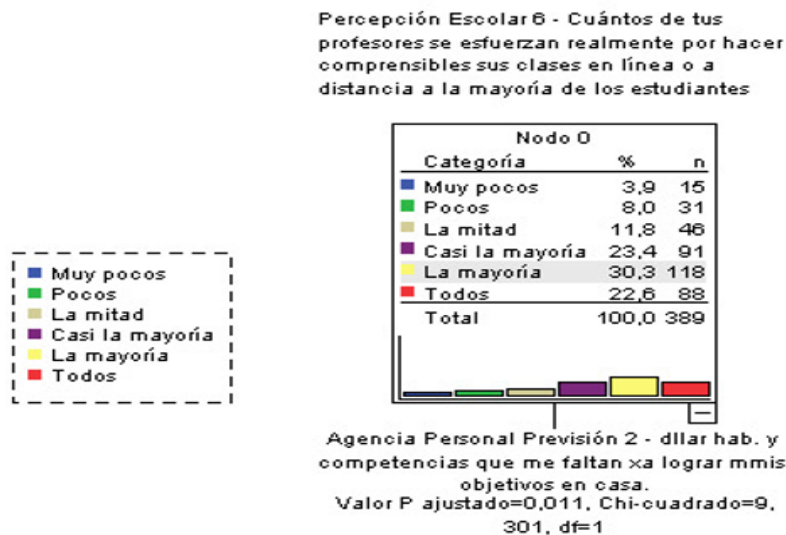 Percepción Escolar 6 - Cuántos de tus
profesores se esfuerzan realmente por hacer
comprensibles sus clases en línea o a
distancia a la mayoría de los estudiantes
Nodo 0
Categoría % n
Muy pocos 3,9 15
Pocos 8,0 31
La mitad 11,8 46
Casi la mayoría 23,4 91
La mayoría 30,3 118
Todos 22,6 88
Total 100,0 389
Muy pocos
Pocos
La mitad
Casi la mayoría
La mayoría
Todos
Agencia Personal Previsión 2 - dllar hab. y
competencias que me faltan xa lograr mmis
objetivos en casa.
Valor P ajustado=0,011, Chi-cuadrado=9,
301, df=1